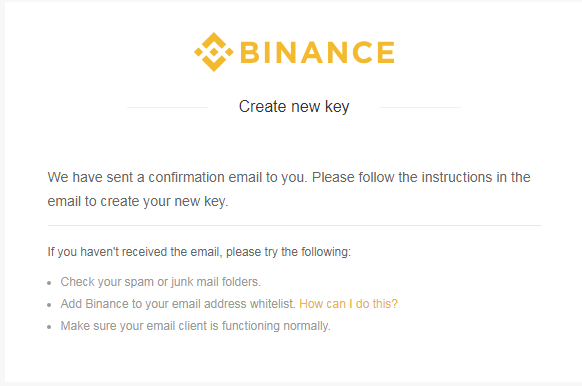 BINANCE
Create new key
We have sent a confirmation email to you. Please follow the instructions in the
email to create your new key.
If you haven't received the email, please try the following:
Check your spam or junk mail folders.
Add Binance to your email address whitelist. How can I do this?
Make sure your email client is functioning normally.